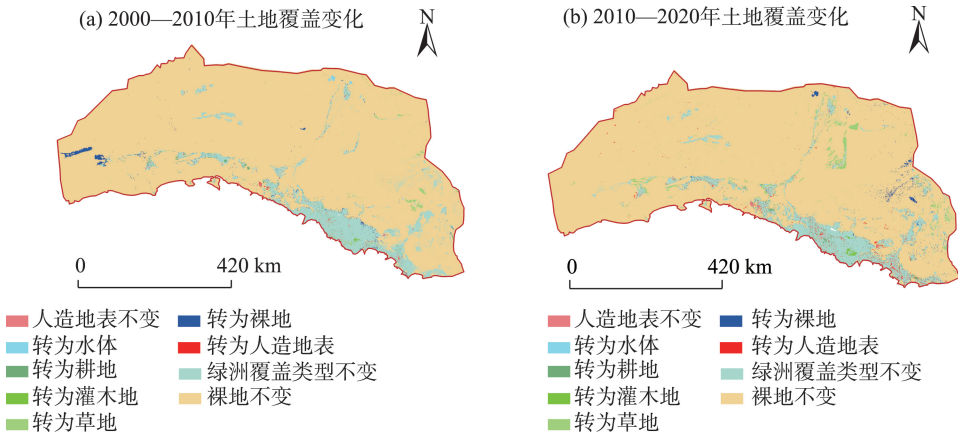 (a) 2000—2010年土地覆盖变化
N
0
420 km
人造地表不变
转为裸地
转为水体
转为人造地表
转为耕地
绿洲覆盖类型不变
转为灌木地
裸地不变
转为草地
(b) 2010—2020年土地覆盖变化
N
0
420 km
人造地表不变
转为裸地
转为水体
转为人造地表
转为耕地
绿洲覆盖类型不变
转为灌木地
裸地不变
转为草地